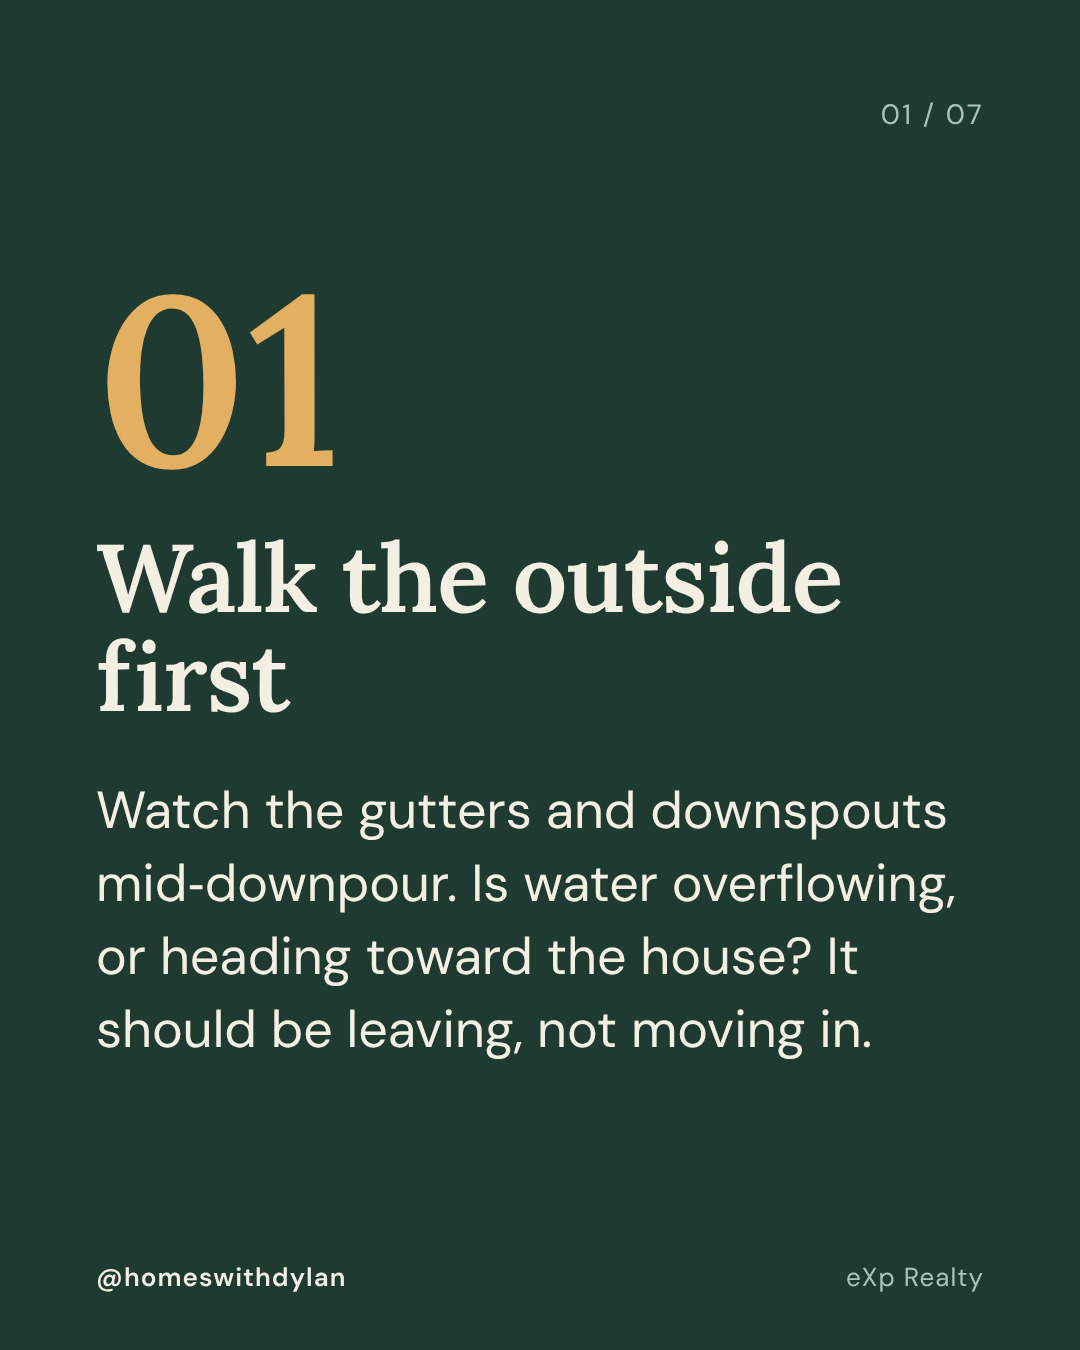 01 / 07
01
Walk the outside
first
Watch the gutters and downspouts
mid-downpour. Is water overflowing,
or heading toward the house? It
should be leaving, not moving in.
@homeswithdylan
eXp Realty